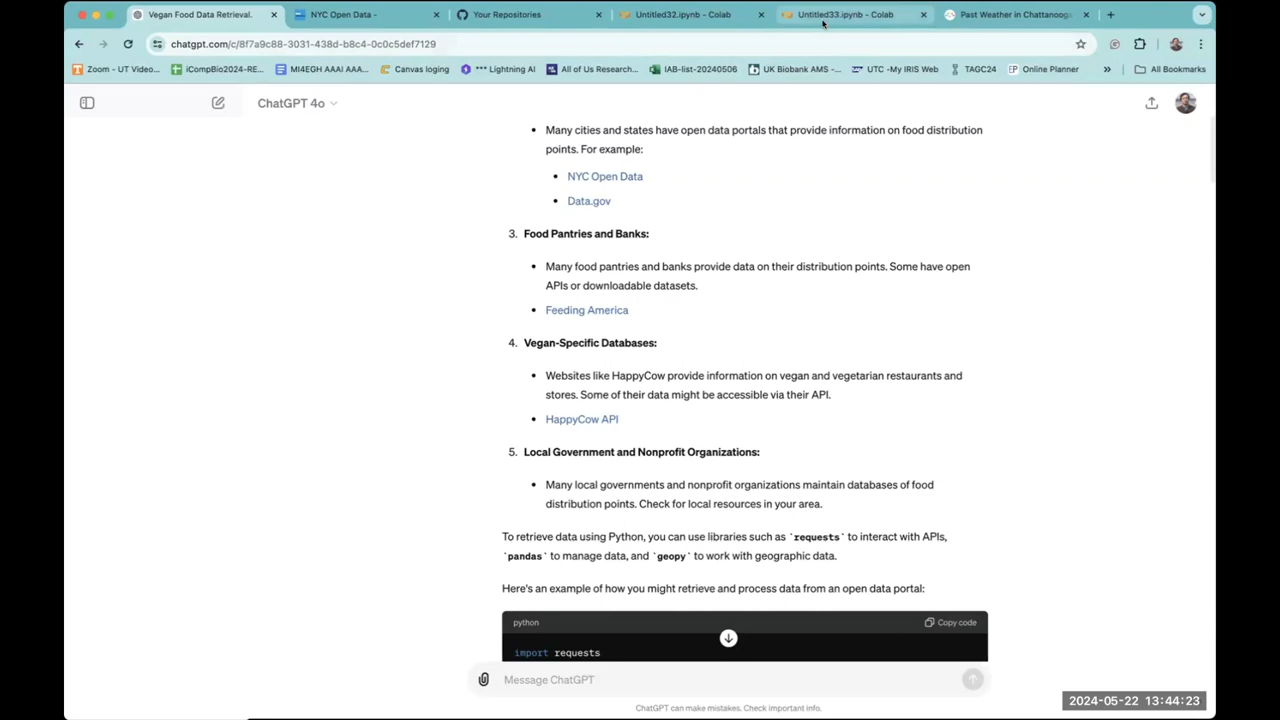 Vegan Food Data Retrieval.
NYC Open Data -
Your Repositories
Untitled32.ipynb - Colab
Untitled33.ipynb - Colab
Past Weather in Chattanooga
chatgpt.com/c/8f7a9c88-3031-438d-b8c4-0c0c5def7129
Zoom - UT Video...
iCompBio2024-RE...
MI4EGH AAAI AAA...
Canvas loging
*** Lightning AI
All of Us Research...
IAB-list-20240506
UK Biobank AMS -...
UTC -My IRIS Web
TAGC24
EP Online Planner
»
All Bookmarks
ChatGPT 4o
• Many cities and states have open data portals that provide information on food distribution
points. For example:
• NYC Open Data
• Data.gov
3. Food Pantries and Banks:
• Many food pantries and banks provide data on their distribution points. Some have open
APIs or downloadable datasets.
• Feeding America
4. Vegan-Specific Databases:
• Websites like HappyCow provide information on vegan and vegetarian restaurants and
stores. Some of their data might be accessible via their API.
• HappyCow API
5. Local Government and Nonprofit Organizations:
• Many local governments and nonprofit organizations maintain databases of food
distribution points. Check for local resources in your area.
To retrieve data using Python, you can use libraries such as `requests` to interact with APIs,
`pandas` to manage data, and `geopy` to work with geographic data.
Here's an example of how you might retrieve and process data from an open data portal:
python
Copy code
import requests
Message ChatGPT
ChatGPT can make mistakes. Check important info.
2024-05-22 13:44:23